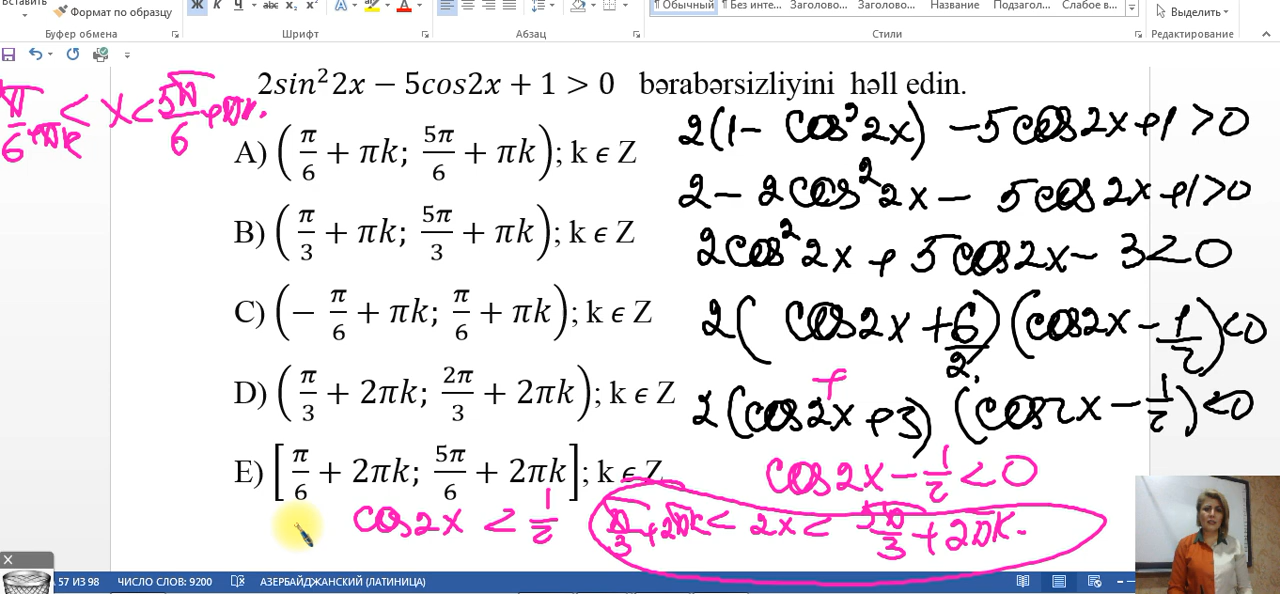 Вставить
Формат по образцу
Ж К Ч abc x₂ x²
¶ Обычный ¶ Без инте... Заголово... Заголово... Название Подзагол... Слабое в...
Выделить
Буфер обмена Шрифт Абзац Стили Редактирование
2sin²2x − 5cos2x + 1 > 0 bərabərsizliyini həll edin.
π/6 + πk < x < 5π/6 + πk.
A) (π/6 + πk; 5π/6 + πk); k ϵ Z
B) (π/3 + πk; 5π/3 + πk); k ϵ Z
C) (−π/6 + πk; π/6 + πk); k ϵ Z
D) (π/3 + 2πk; 2π/3 + 2πk); k ϵ Z
E) [π/6 + 2πk; 5π/6 + 2πk]; k ϵ Z
2(1 − cos²2x) − 5cos2x + 1 > 0
2 − 2cos²2x − 5cos2x + 1 > 0
2cos²2x + 5cos2x − 3 < 0
2(cos2x + 6/2)(cos2x − 1/2) < 0
+
2(cos2x + 3)(cos2x − 1/2) < 0
cos2x − 1/2 < 0
cos2x < 1/2
π/3 + 2πk < 2x < 5π/3 + 2πk.
57 ИЗ 98 ЧИСЛО СЛОВ: 9200 АЗЕРБАЙДЖАНСКИЙ (ЛАТИНИЦА)